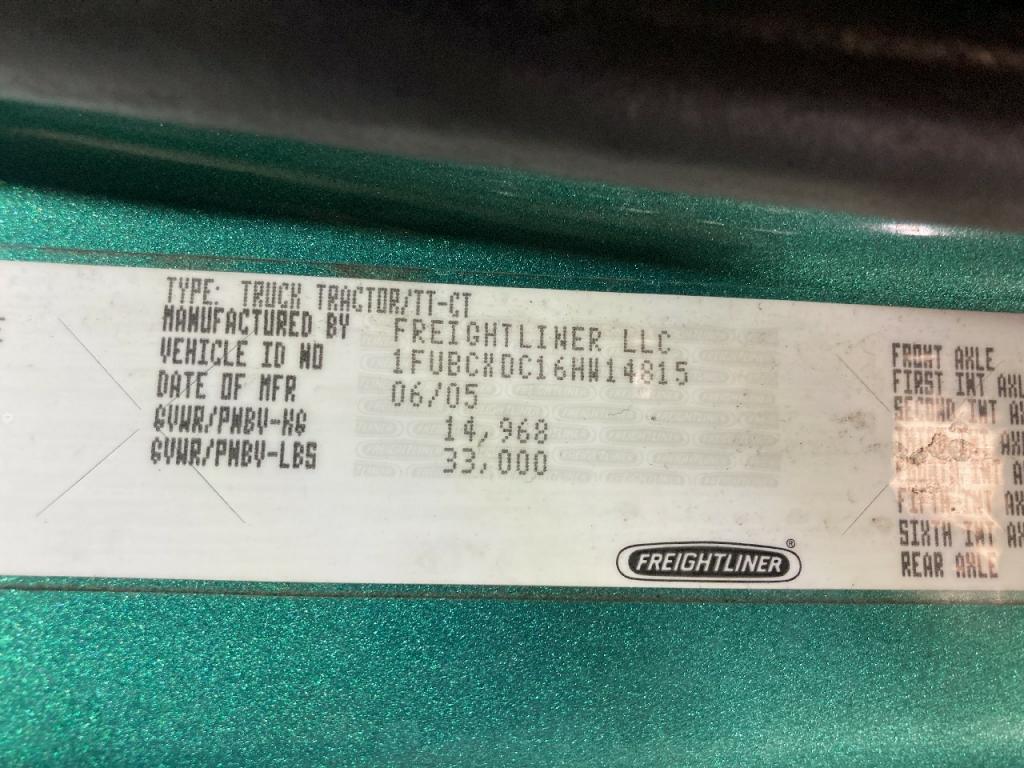 TYPE: TRUCK TRACTOR/TT-CT
MANUFACTURED BY FREIGHTLINER LLC
VEHICLE ID NO 1FUBCXDC16HW14815
DATE OF MFR 06/05
GVWR/PNBV-KG 14,968
GVWR/PNBV-LBS 33,000
FREIGHTLINER®
FRONT AXLE
FIRST INT AXL
SECOND INT AX
INT AX
SIXTH INT AX
REAR AXLE